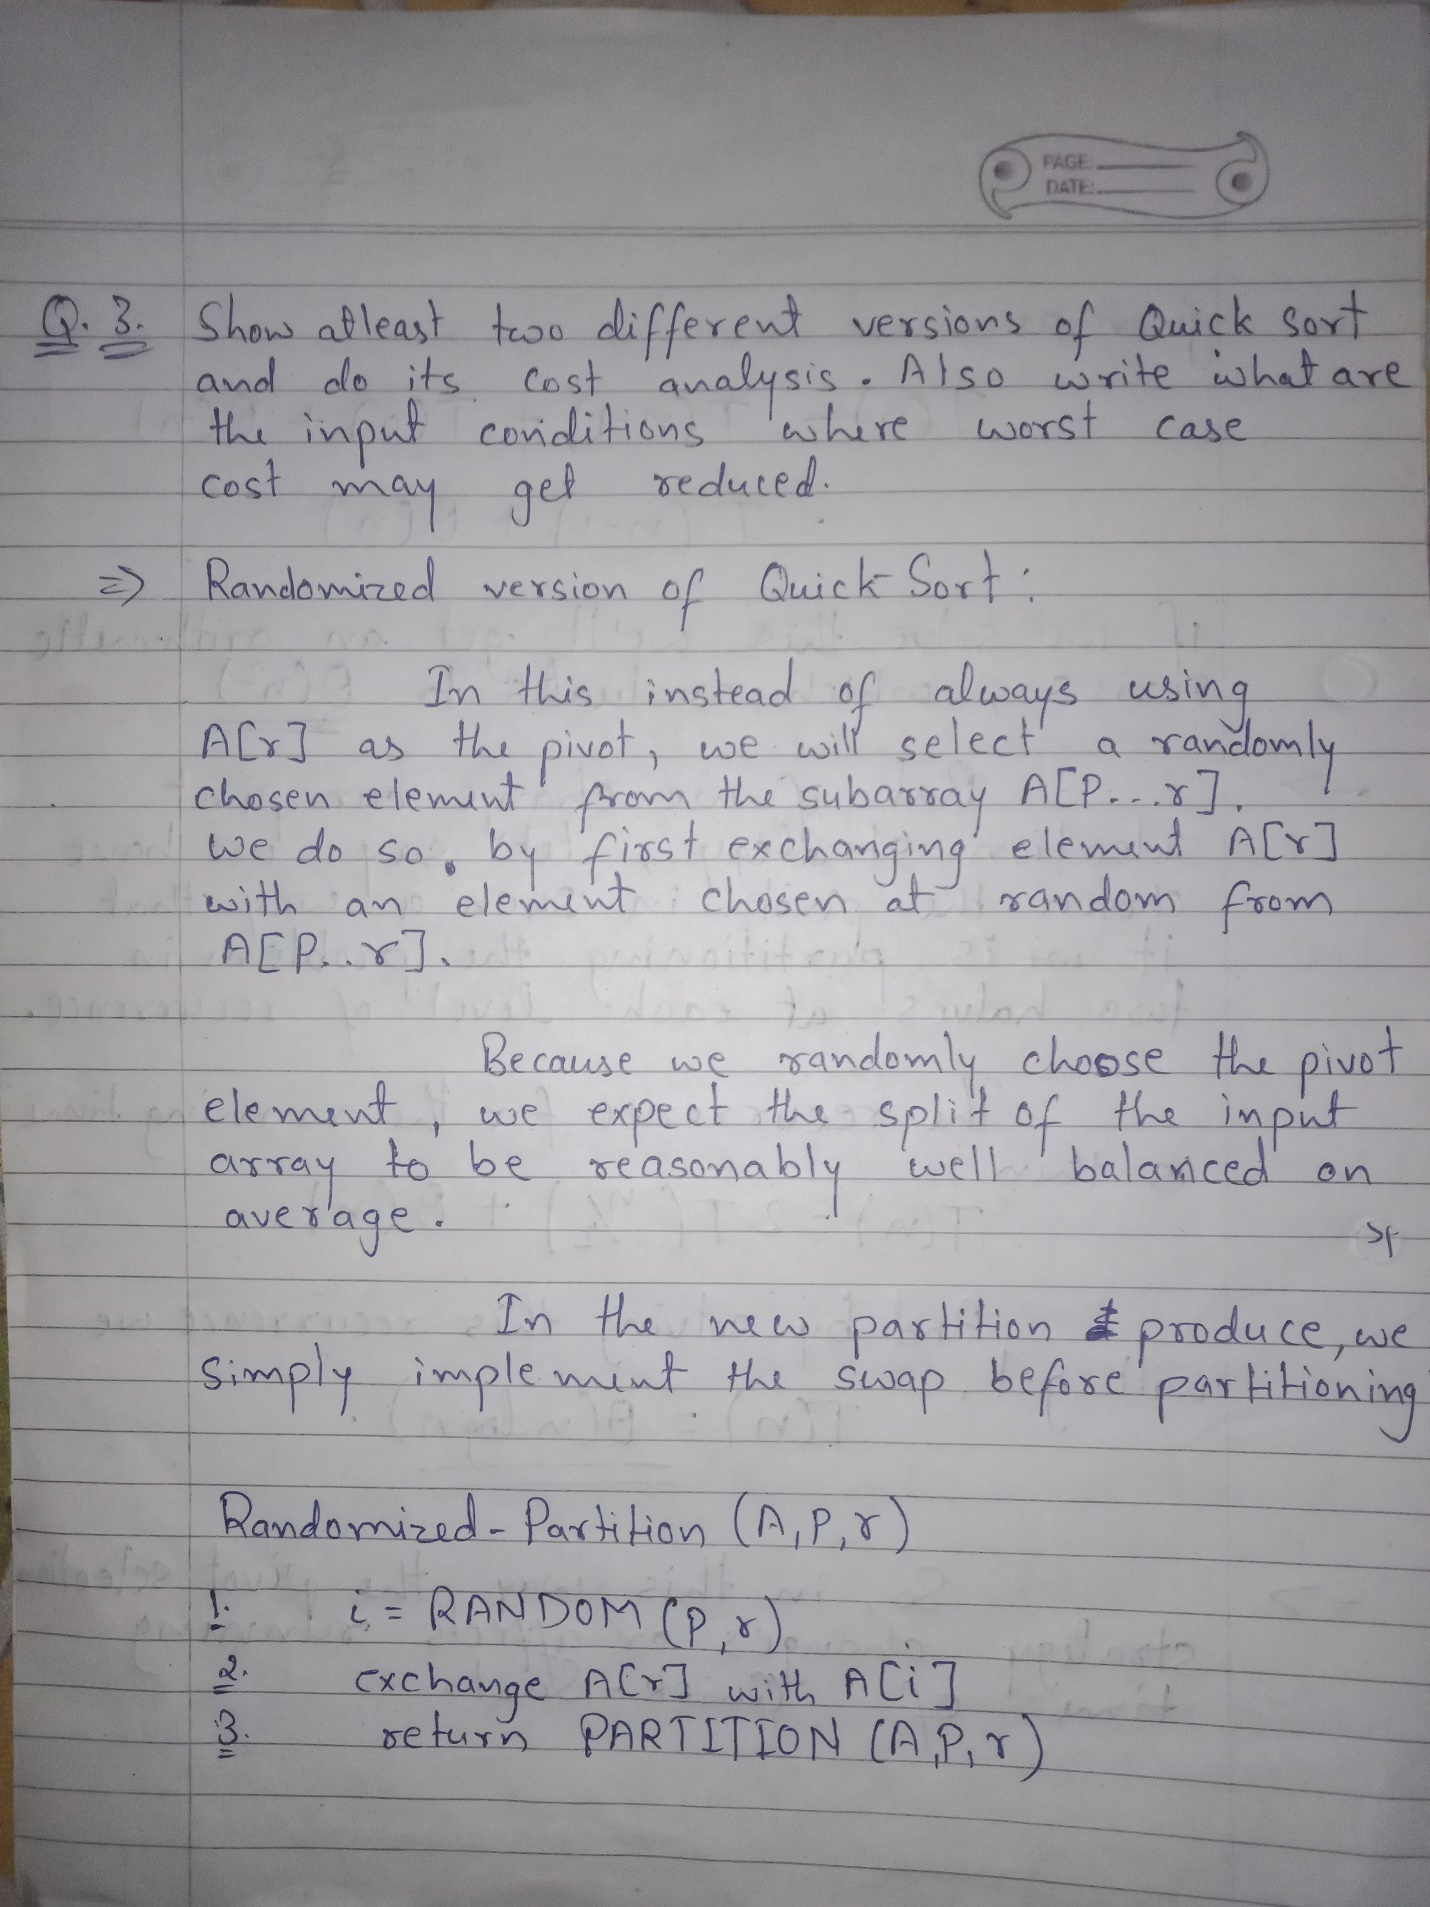 PAGE:
DATE:
Q. 3. Show atleast two different versions of Quick Sort
and do its cost analysis. Also write what are
the input conditions where worst case
cost may get reduced.
=> Randomized version of Quick Sort :
In this instead of always using
A[r] as the pivot, we will select a randomly
chosen element from the subarray A[P...r].
we do so, by first exchanging element A[r]
with an element chosen at random from
A[P...r].
Because we randomly choose the pivot
element, we expect the split of the input
array to be reasonably well balanced on
average.
In the new partition produce, we
simply implement the swap before partitioning
Randomized-Partition (A, P, r)
1. i = RANDOM (P, r)
2. exchange A[r] with A[i]
3. return PARTITION (A, P, r)